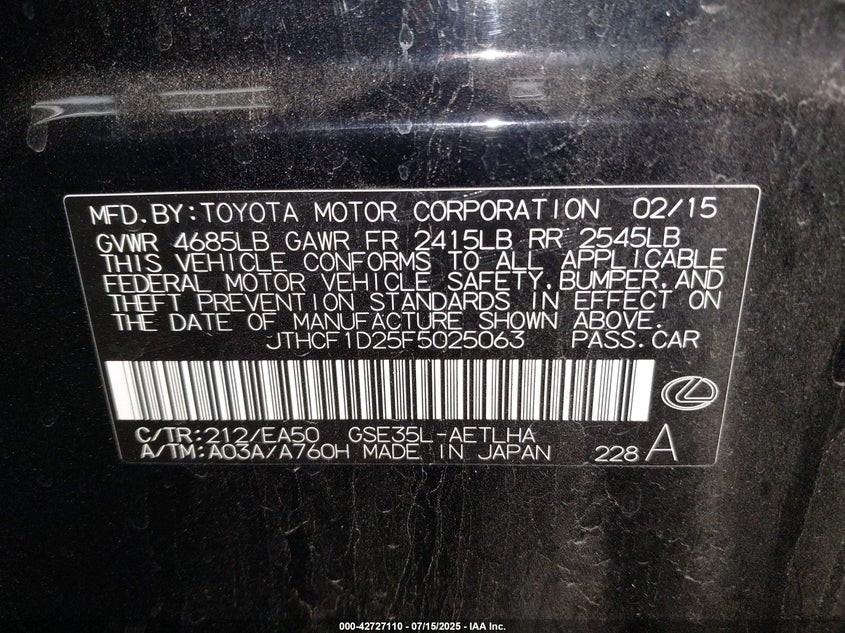 MFD.BY:TOYOTA MOTOR CORPORATION 02/15
GVWR 4685LB GAWR FR 2415LB RR 2545LB
THIS VEHICLE CONFORMS TO ALL APPLICABLE
FEDERAL MOTOR VEHICLE SAFETY,BUMPER,AND
THEFT PREVENTION STANDARDS IN EFFECT ON
THE DATE OF MANUFACTURE SHOWN ABOVE.
JTHCF1D25F5025063 PASS.CAR
C/TR:212/EA50 GSE35L-AETLHA
A/TM:A03A/A760H MADE IN JAPAN 228 A
000-42727110 | 07/15/2025 - IAA Inc.